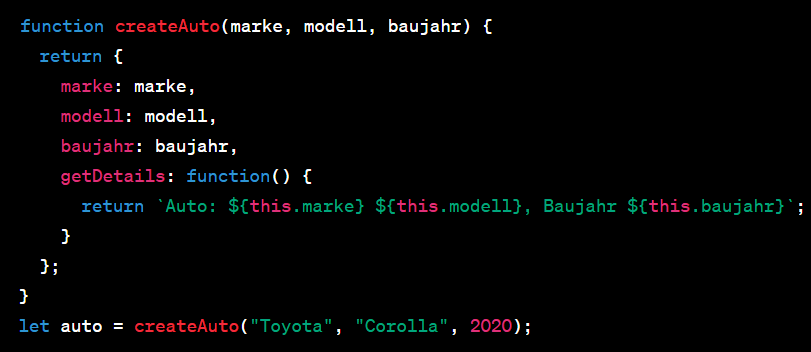 function createAuto(marke, modell, baujahr) {
  return {
    marke: marke,
    modell: modell,
    baujahr: baujahr,
    getDetails: function() {
      return `Auto: ${this.marke} ${this.modell}, Baujahr ${this.baujahr}`;
    }
  };
}
let auto = createAuto("Toyota", "Corolla", 2020);